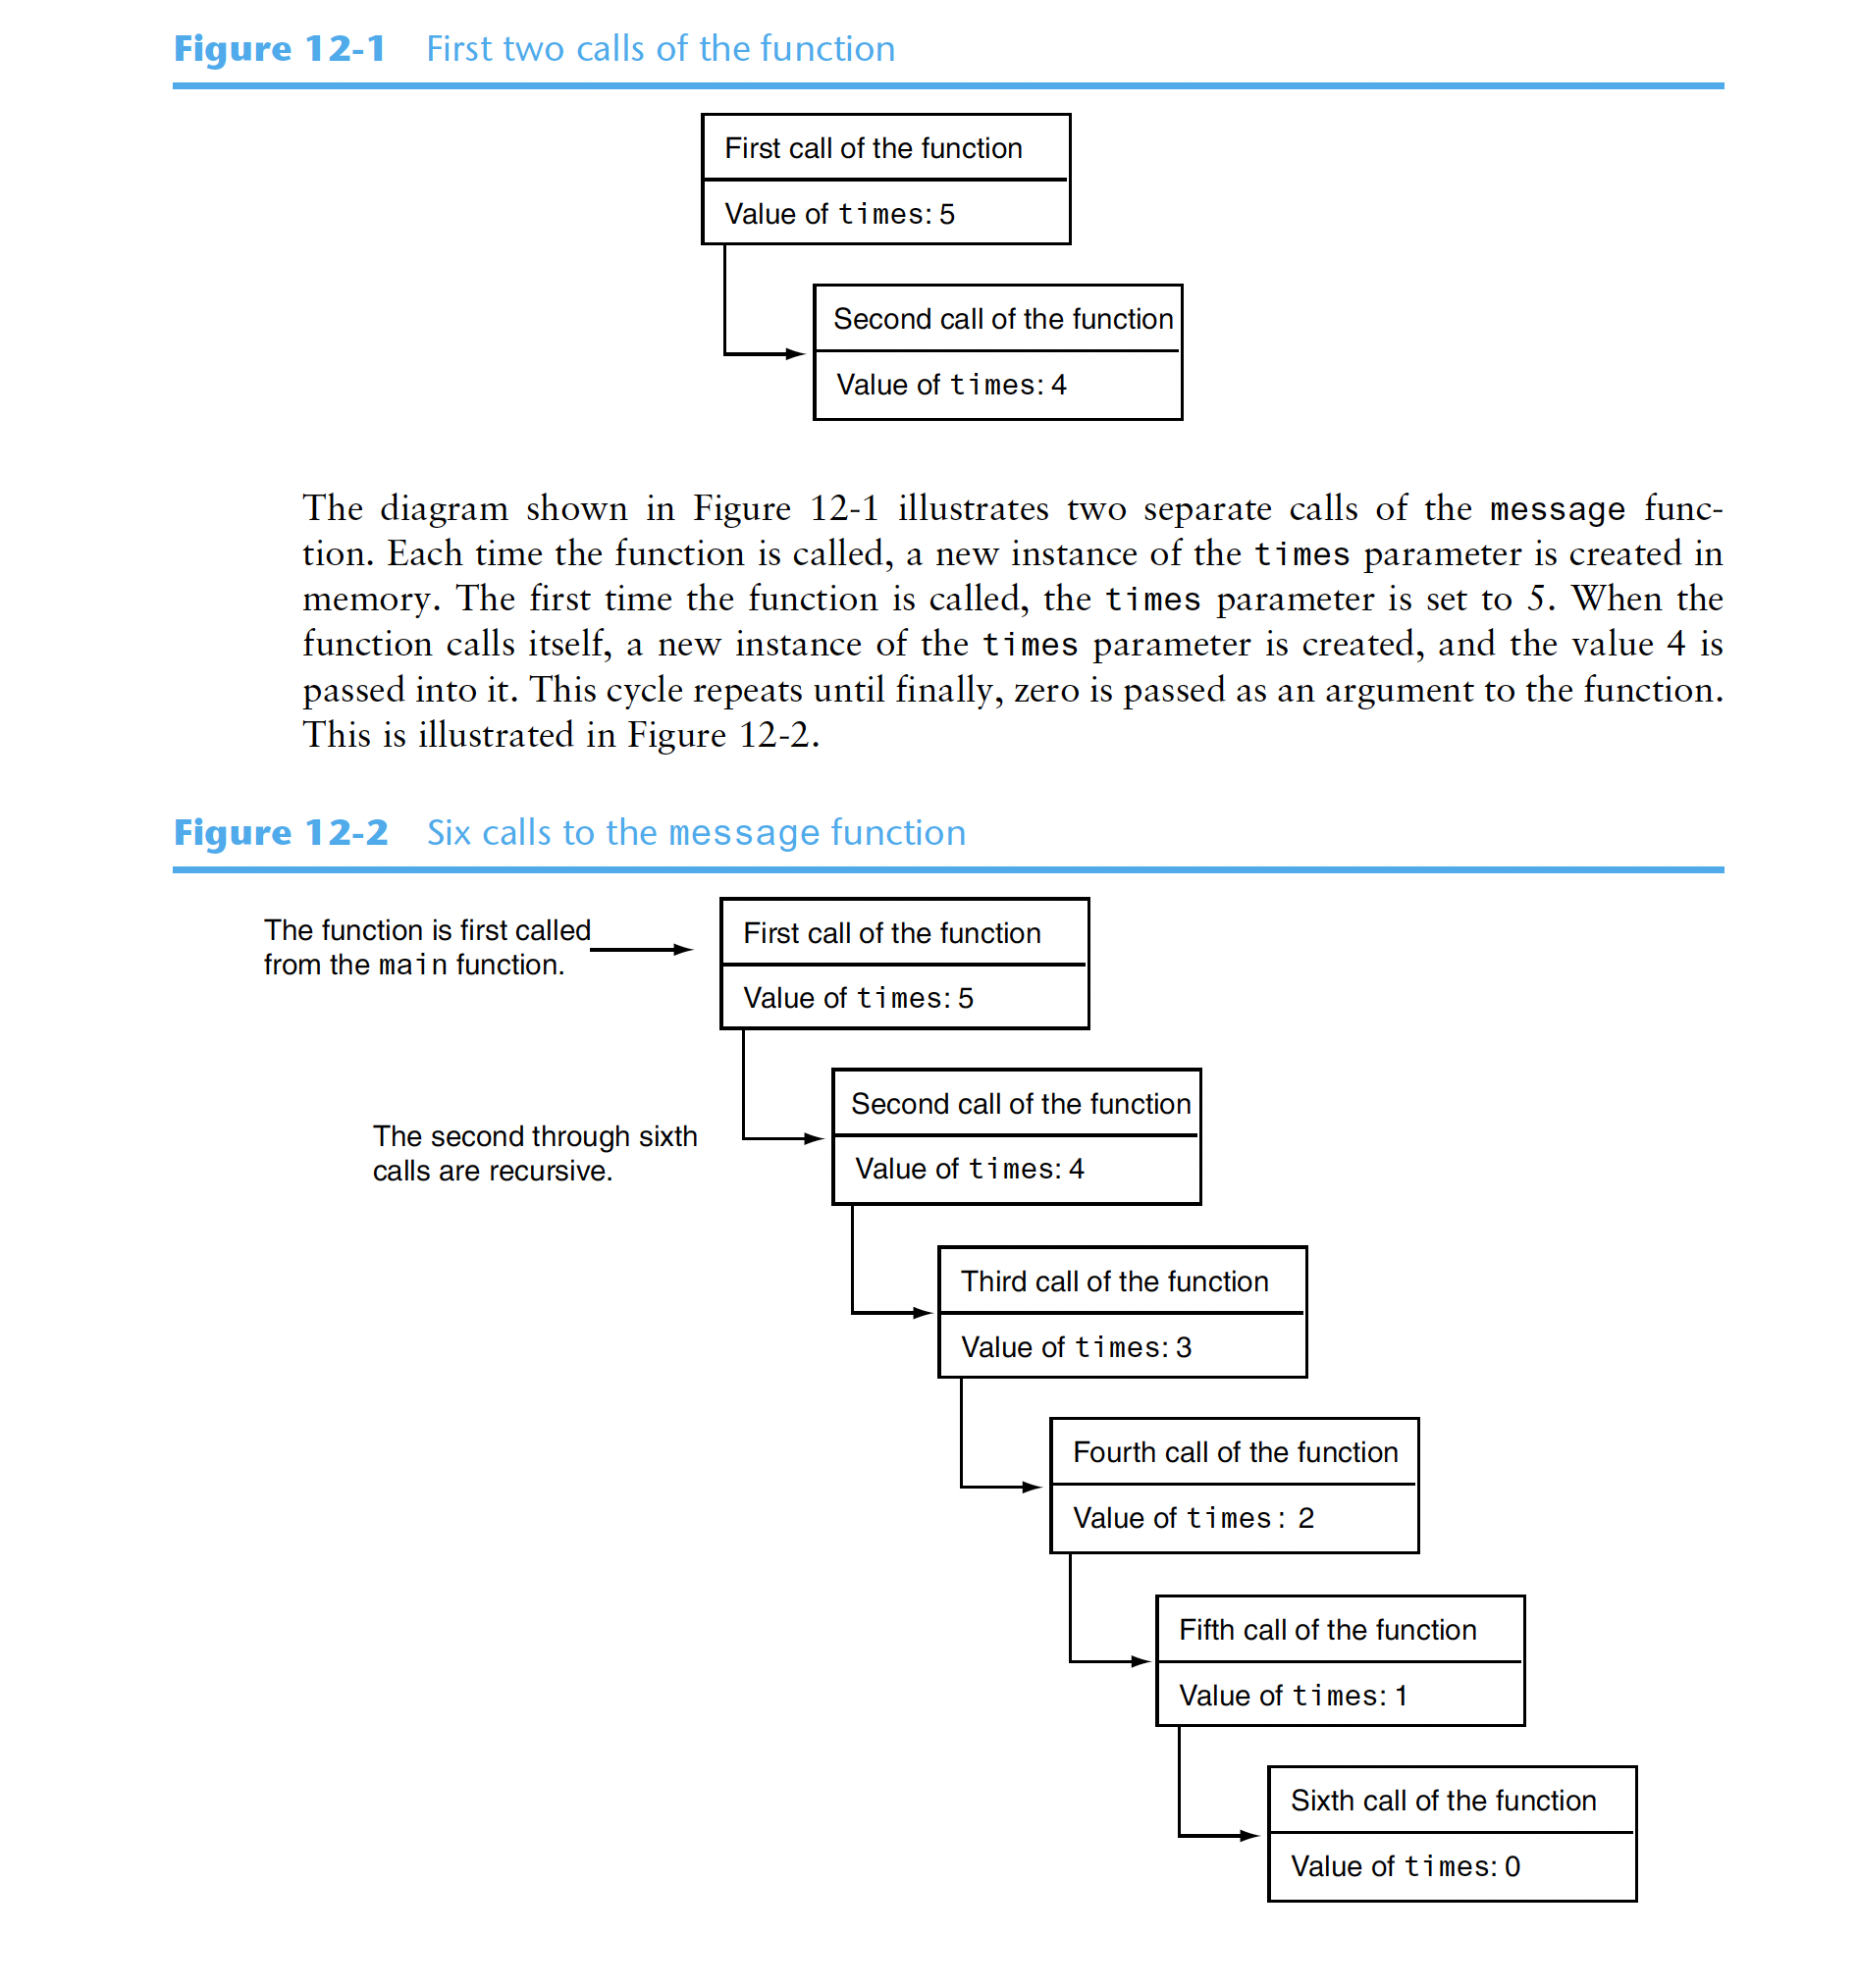 Figure 12-1 First two calls of the function
First call of the function
Value of times: 5
Second call of the function
Value of times: 4
The diagram shown in Figure 12-1 illustrates two separate calls of the message func-
tion. Each time the function is called, a new instance of the times parameter is created in
memory. The first time the function is called, the times parameter is set to 5. When the
function calls itself, a new instance of the times parameter is created, and the value 4 is
passed into it. This cycle repeats until finally, zero is passed as an argument to the function.
This is illustrated in Figure 12-2.
Figure 12-2 Six calls to the message function
The function is first called
from the main function.
First call of the function
Value of times: 5
The second through sixth
calls are recursive.
Second call of the function
Value of times: 4
Third call of the function
Value of times: 3
Fourth call of the function
Value of times: 2
Fifth call of the function
Value of times: 1
Sixth call of the function
Value of times: 0